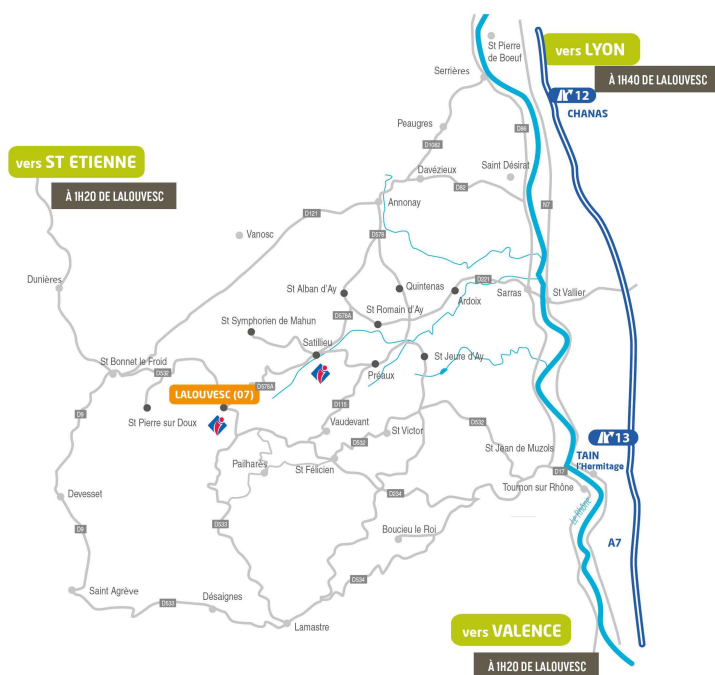 St Pierre
de Boeuf
vers LYON
À 1H40 DE LALOUVESC
Serrières
12
CHANAS
Peaugres
D86
D1082
vers ST ETIENNE
À 1H20 DE LALOUVESC
Davézieux
Saint Désirat
D82
Annonay
N7
D121
Vanosc
D578
Dunières
St Alban d'Ay
Quintenas
D221
Sarras
St Vallier
Ardoix
St Romain d'Ay
D578A
St Symphorien de Mahun
Satillieu
St Jeure d'Ay
St Bonnet le Froid
D532
Préaux
D578A
LALOUVESC (07)
D115
St Pierre sur Doux
D9
Vaudevant
St Victor
D532
D532
13
St Jean de Muzols
TAIN
l'Hermitage
Pailharès
St Félicien
D17
Tournon sur Rhône
Devesset
D234
le Rhône
D533
D9
Boucieu le Roi
A7
D534
Saint Agrève
D533
Désaignes
Lamastre
vers VALENCE
À 1H20 DE LALOUVESC